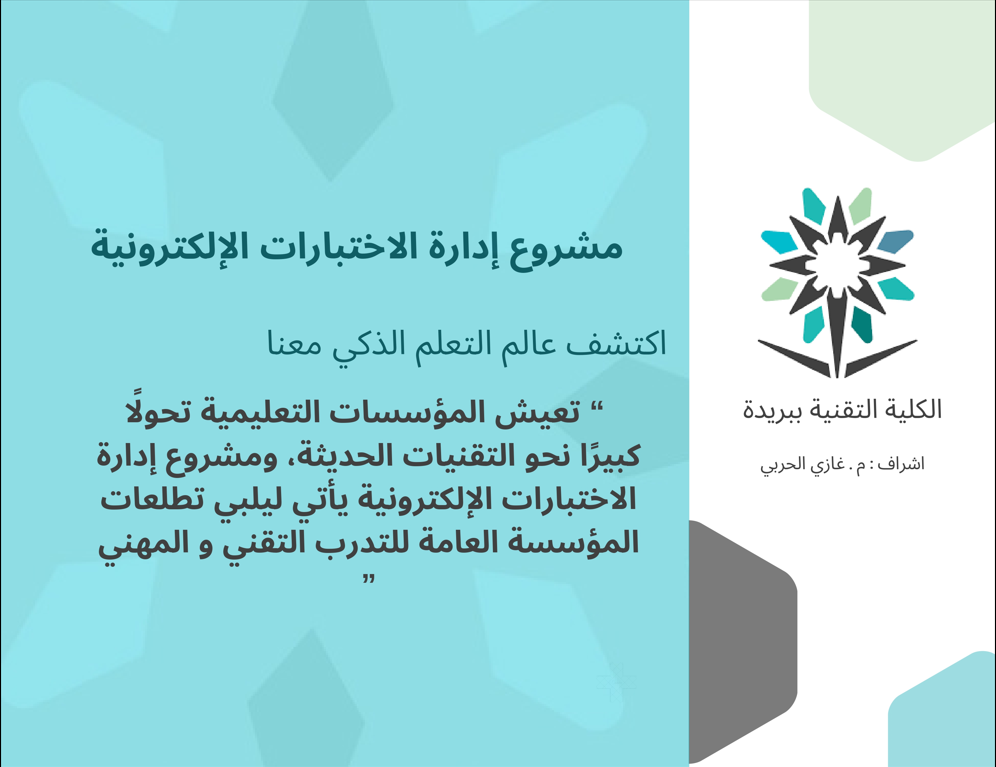 مشروع إدارة الاختبارات الإلكترونية
اكتشف عالم التعلم الذكي معنا
“ تعيش المؤسسات التعليمية تحولًا
كبيرًا نحو التقنيات الحديثة، ومشروع إدارة
الاختبارات الإلكترونية يأتي ليلبي تطلعات
المؤسسة العامة للتدرب التقني و المهني
”
الكلية التقنية ببريدة
اشراف : م . غازي الحربي